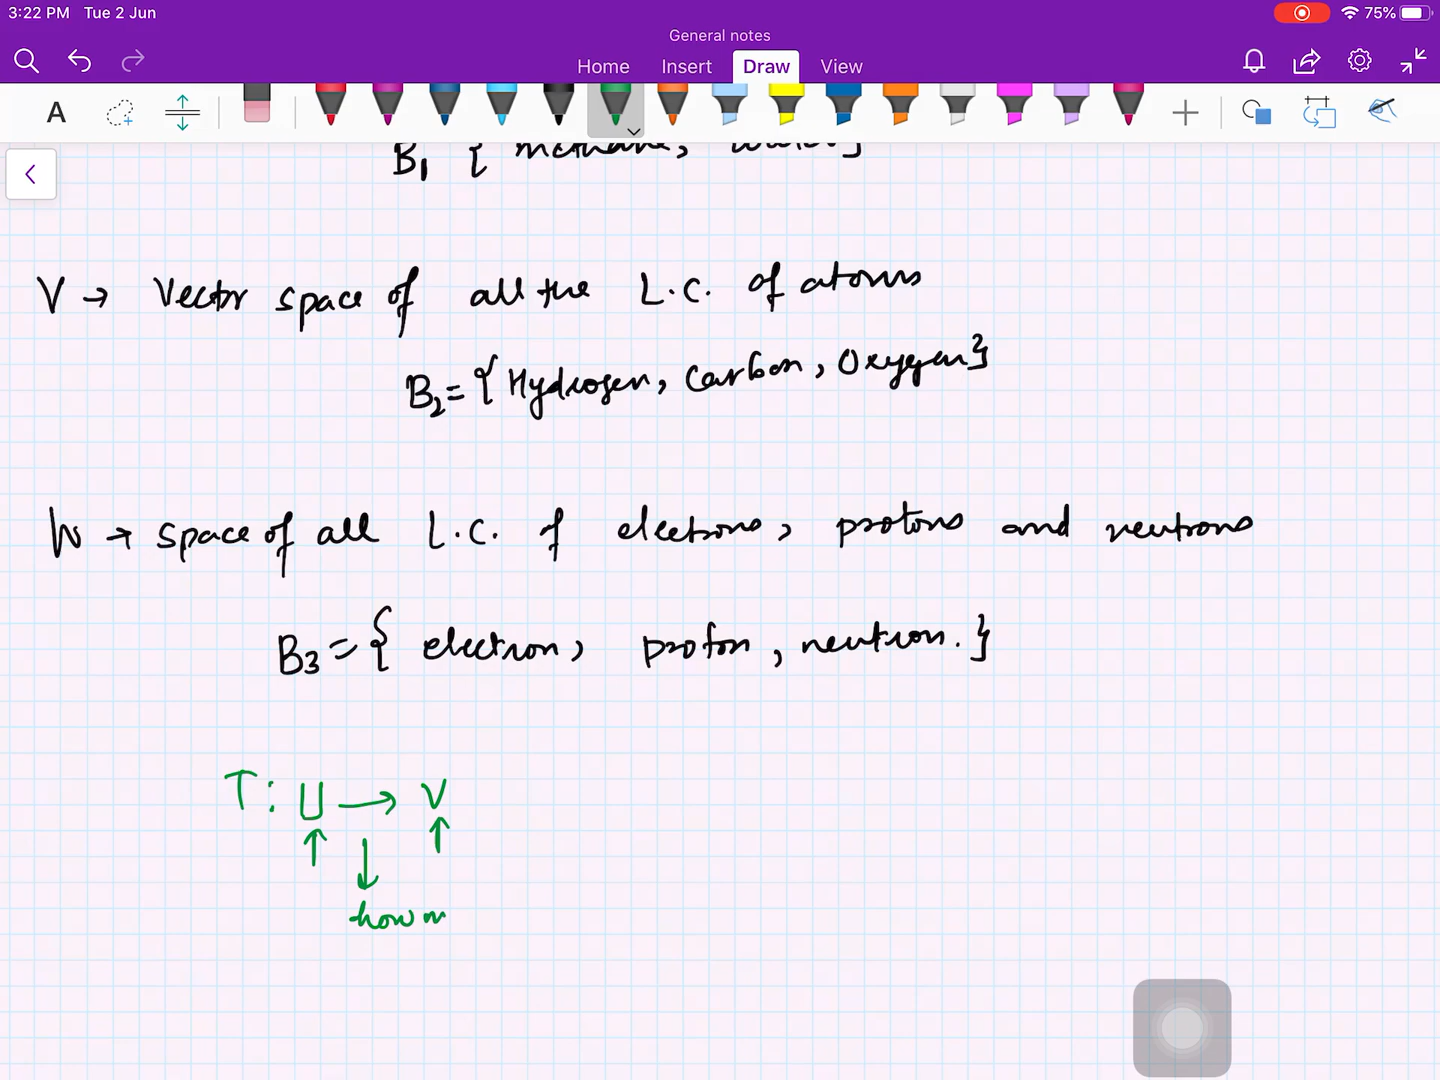 3:22 PM Tue 2 Jun 75%
General notes
Home Insert Draw View
A
B1 { methane,
V → Vector space of all the L.C. of atoms
B2 = { Hydrogen, Carbon, Oxygen}
W → space of all L.C. of electrons, protons and neutrons
B3 = { electron, proton, neutron. }
T: U → V
how m